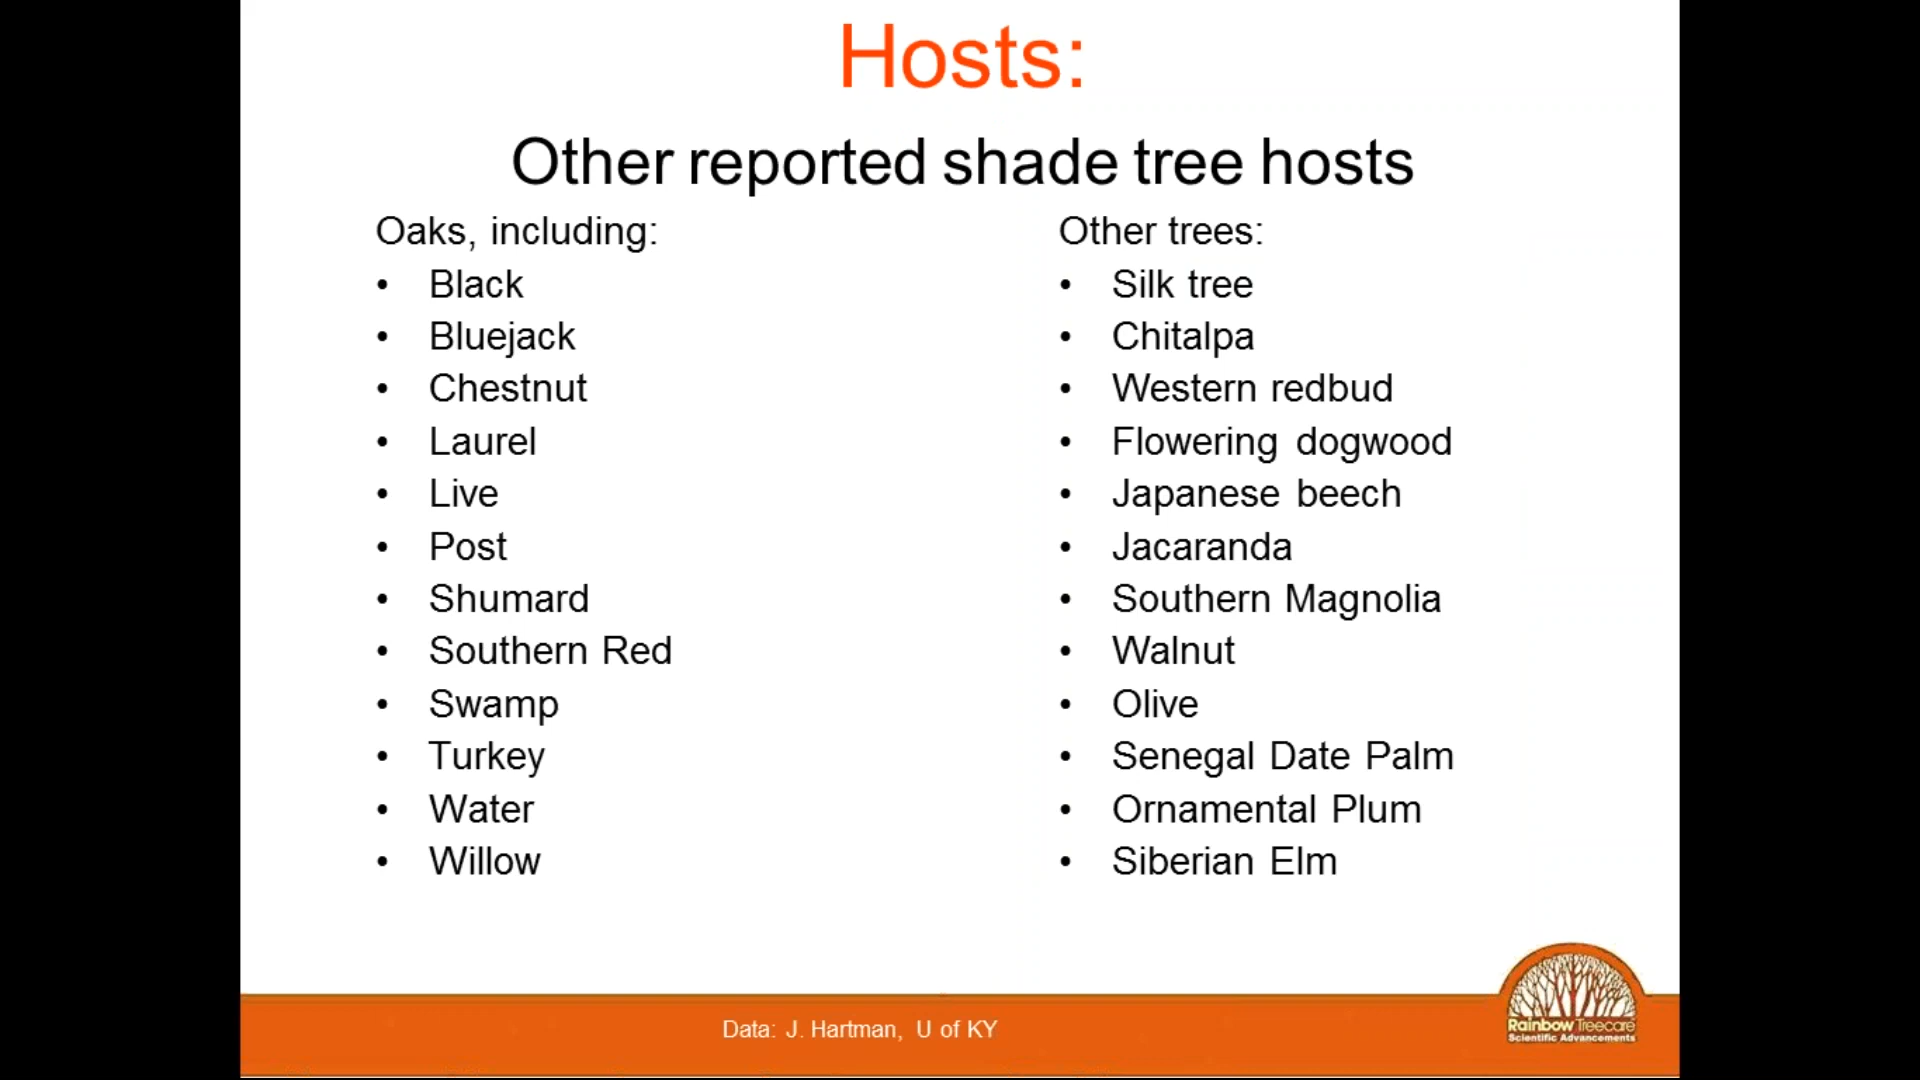 Hosts:
Other reported shade tree hosts
Oaks, including:
• Black
• Bluejack
• Chestnut
• Laurel
• Live
• Post
• Shumard
• Southern Red
• Swamp
• Turkey
• Water
• Willow
Other trees:
• Silk tree
• Chitalpa
• Western redbud
• Flowering dogwood
• Japanese beech
• Jacaranda
• Southern Magnolia
• Walnut
• Olive
• Senegal Date Palm
• Ornamental Plum
• Siberian Elm
Data: J. Hartman, U of KY
Rainbow Treecare
Scientific Advancements